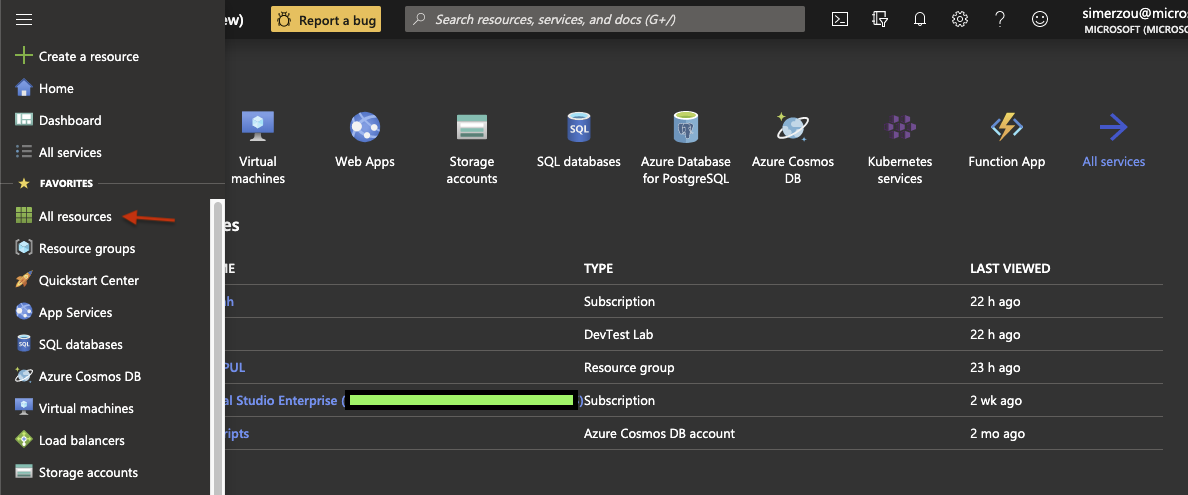 ew)
Report a bug
Search resources, services, and docs (G+/)
simerzou@micros
MICROSOFT (MICROSO
Create a resource
Home
Dashboard
All services
FAVORITES
All resources
Resource groups
Quickstart Center
App Services
SQL databases
Azure Cosmos DB
Virtual machines
Load balancers
Storage accounts
Virtual
machines
Web Apps
Storage
accounts
SQL databases
Azure Database
for PostgreSQL
Azure Cosmos
DB
Kubernetes
services
Function App
All services
es
ME TYPE LAST VIEWED
h Subscription 22 h ago
DevTest Lab 22 h ago
PUL Resource group 23 h ago
al Studio Enterprise ( ) Subscription 2 wk ago
ripts Azure Cosmos DB account 2 mo ago